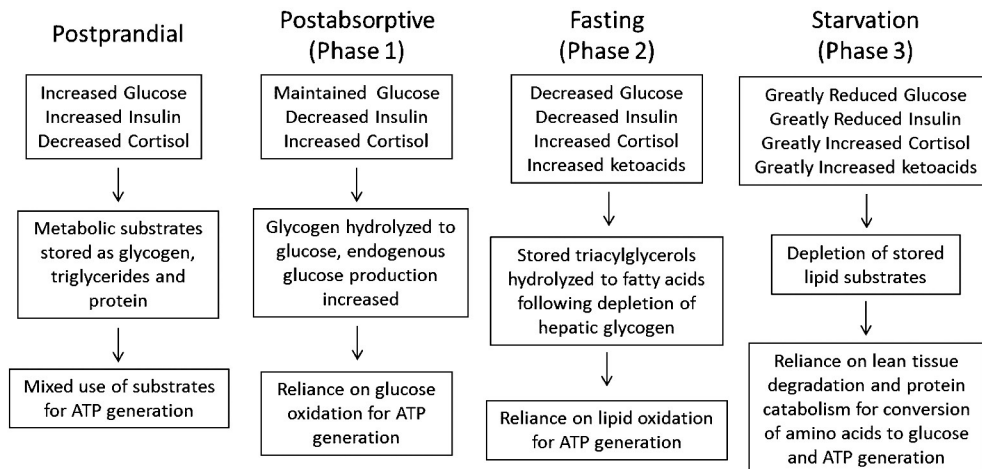 Postprandial
Increased Glucose
Increased Insulin
Decreased Cortisol
Metabolic substrates
stored as glycogen,
triglycerides and
protein
Mixed use of substrates
for ATP generation
Postabsorptive
(Phase 1)
Maintained Glucose
Decreased Insulin
Increased Cortisol
Glycogen hydrolyzed to
glucose, endogenous
glucose production
increased
Reliance on glucose
oxidation for ATP
generation
Fasting
(Phase 2)
Decreased Glucose
Decreased Insulin
Increased Cortisol
Increased ketoacids
Stored triacylglycerols
hydrolyzed to fatty acids
following depletion of
hepatic glycogen
Reliance on lipid oxidation
for ATP generation
Starvation
(Phase 3)
Greatly Reduced Glucose
Greatly Reduced Insulin
Greatly Increased Cortisol
Greatly Increased ketoacids
Depletion of stored
lipid substrates
Reliance on lean tissue
degradation and protein
catabolism for conversion
of amino acids to glucose
and ATP generation